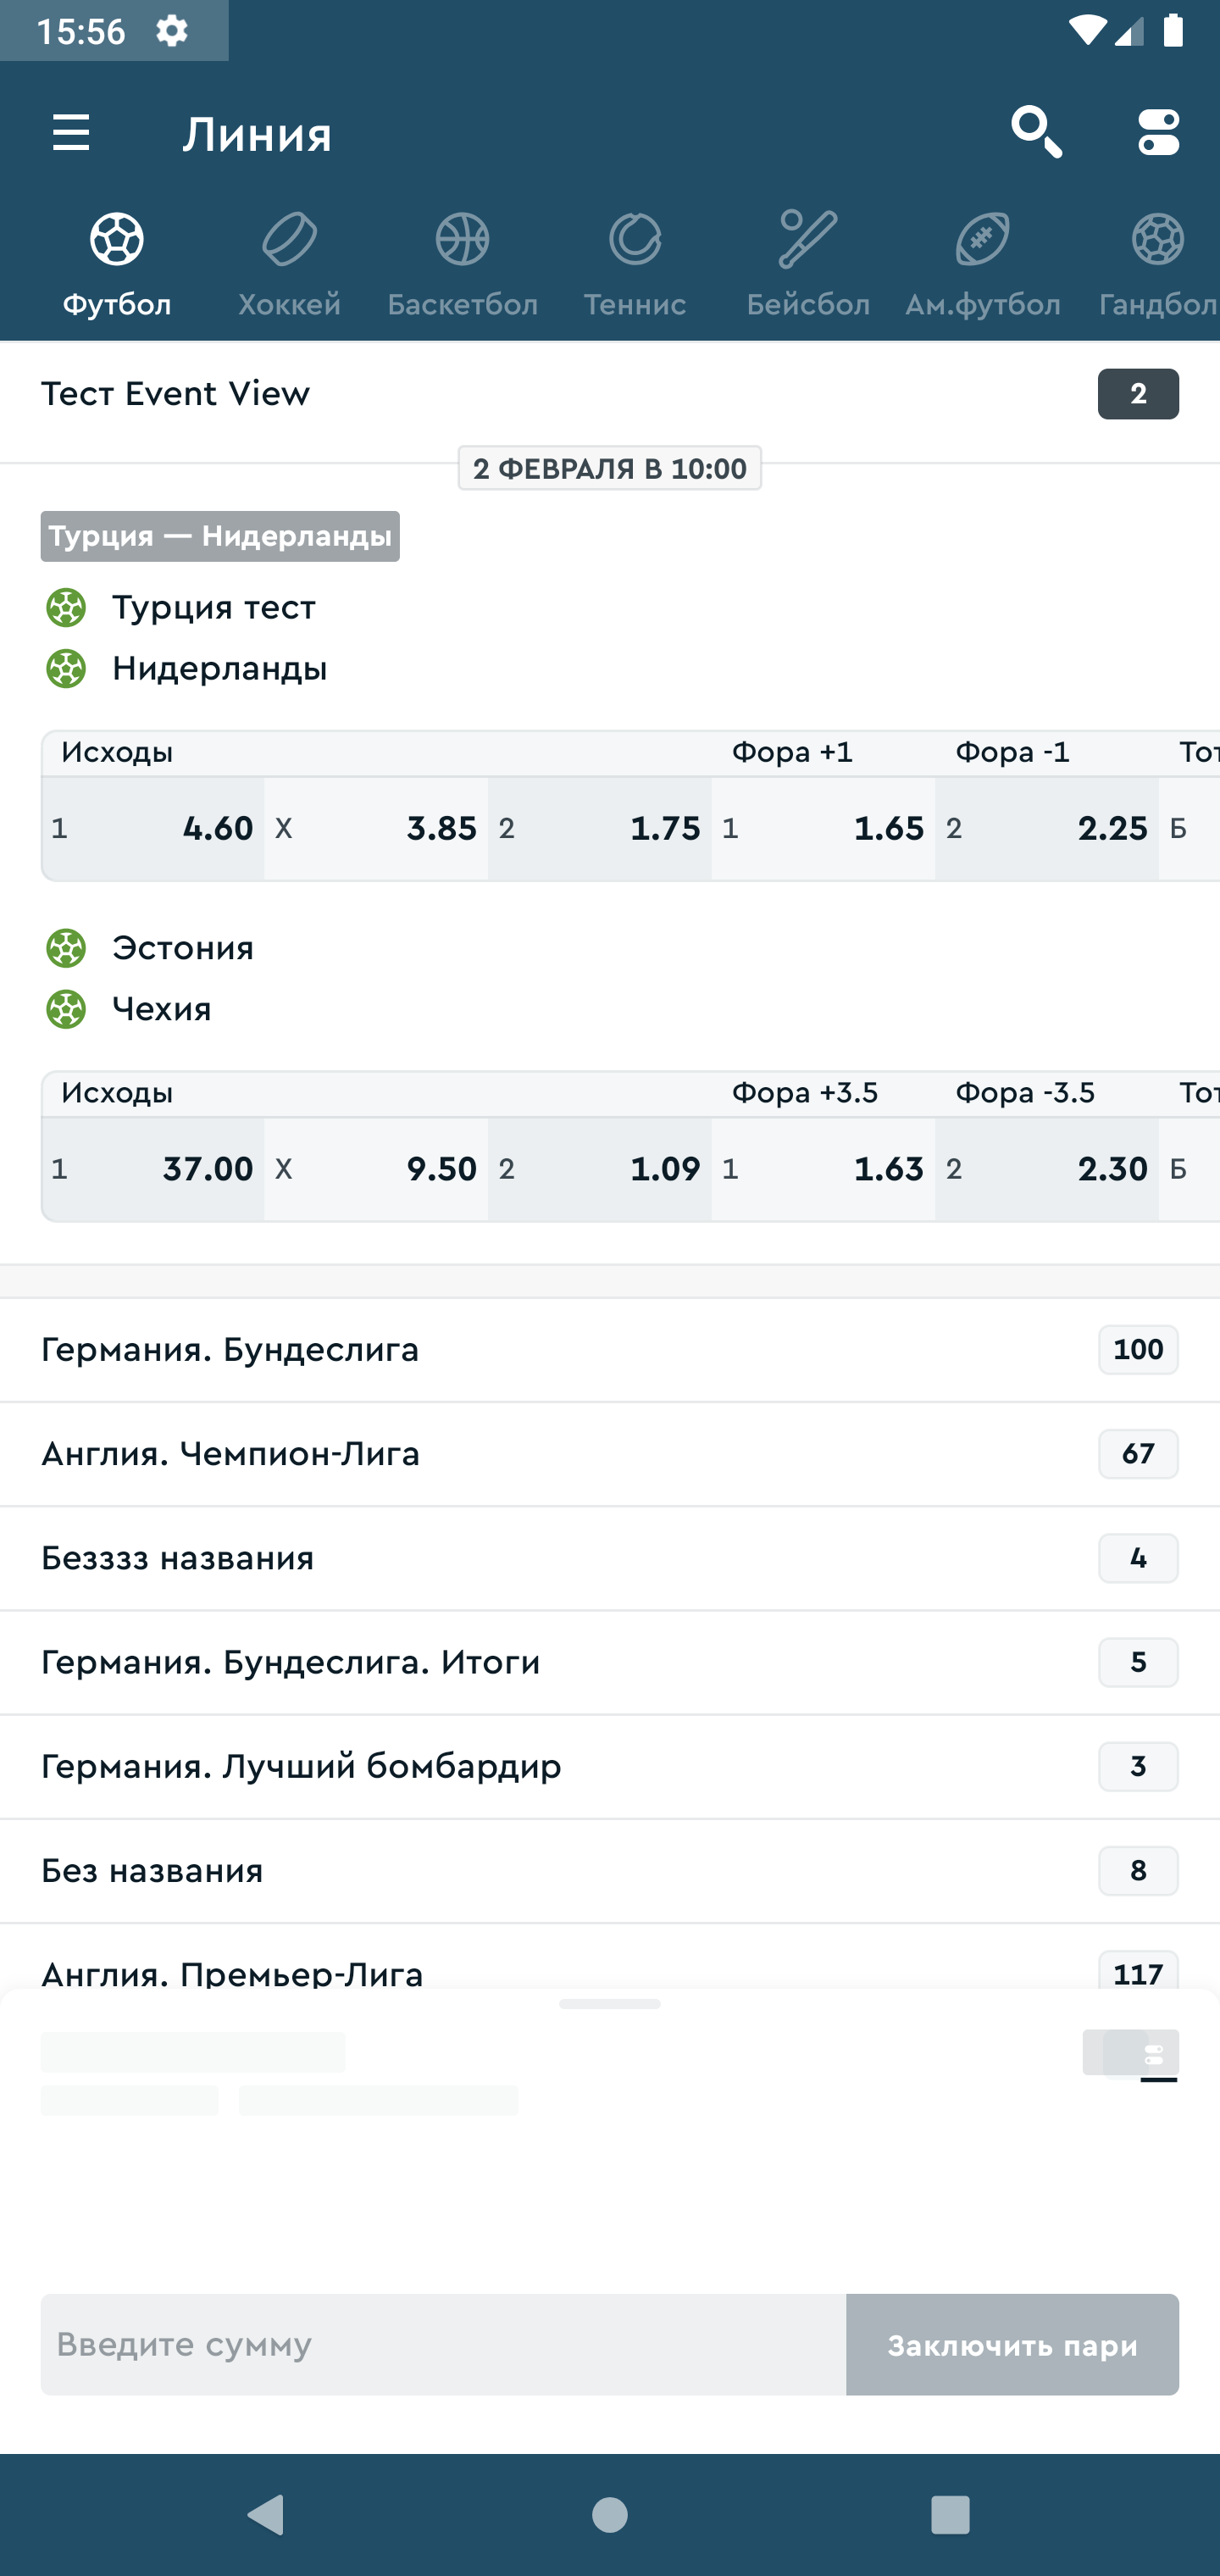 15:56
Линия
Футбол Хоккей Баскетбол Теннис Бейсбол Ам.футбол Гандбол
Тест Event View 2
2 ФЕВРАЛЯ В 10:00
Турция — Нидерланды
Турция тест
Нидерланды
Исходы Фора +1 Фора -1 Тот
1 4.60 X 3.85 2 1.75 1 1.65 2 2.25 Б
Эстония
Чехия
Исходы Фора +3.5 Фора -3.5 Тот
1 37.00 X 9.50 2 1.09 1 1.63 2 2.30 Б
Германия. Бундеслига 100
Англия. Чемпион-Лига 67
Безззз названия 4
Германия. Бундеслига. Итоги 5
Германия. Лучший бомбардир 3
Без названия 8
Англия. Премьер-Лига 117
Введите сумму Заключить пари